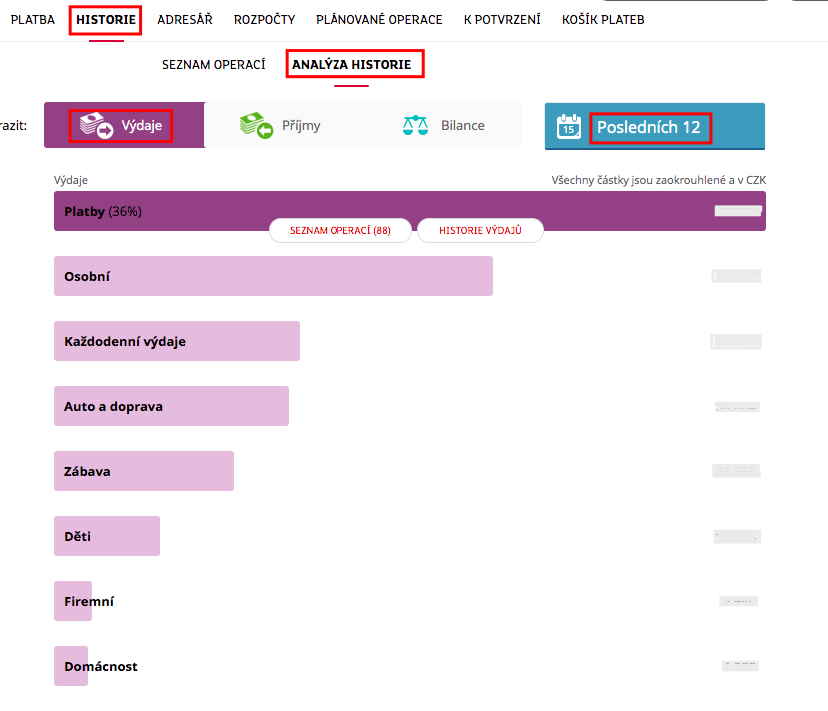 PLATBA HISTORIE ADRESÁŘ ROZPOČTY PLÁNOVANÉ OPERACE K POTVRZENÍ KOŠÍK PLATEB
SEZNAM OPERACÍ ANALÝZA HISTORIE
razit: Výdaje Příjmy Bilance 15 Posledních 12
Výdaje Všechny částky jsou zaokrouhlené a v CZK
Platby (36%)
SEZNAM OPERACÍ (88) HISTORIE VÝDAJŮ
Osobní
Každodenní výdaje
Auto a doprava
Zábava
Děti
Firemní
Domácnost